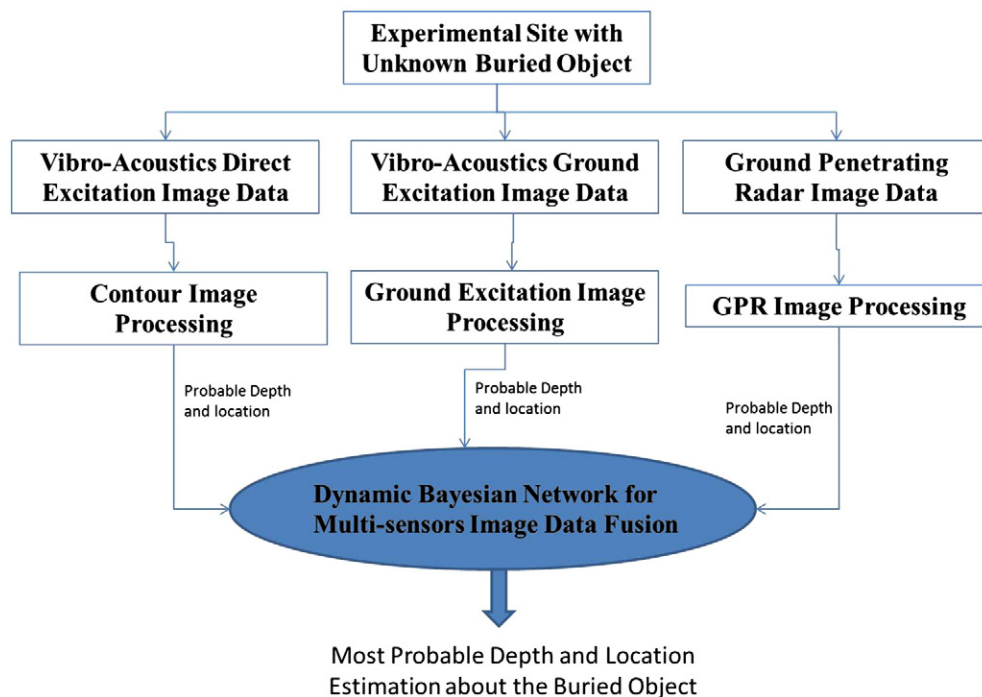 Experimental Site with
Unknown Buried Object
Vibro-Acoustics Direct
Excitation Image Data
Vibro-Acoustics Ground
Excitation Image Data
Ground Penetrating
Radar Image Data
Contour Image
Processing
Ground Excitation Image
Processing
GPR Image Processing
Probable Depth
and location
Probable Depth
and location
Probable Depth
and location
Dynamic Bayesian Network for
Multi-sensors Image Data Fusion
Most Probable Depth and Location
Estimation about the Buried Object